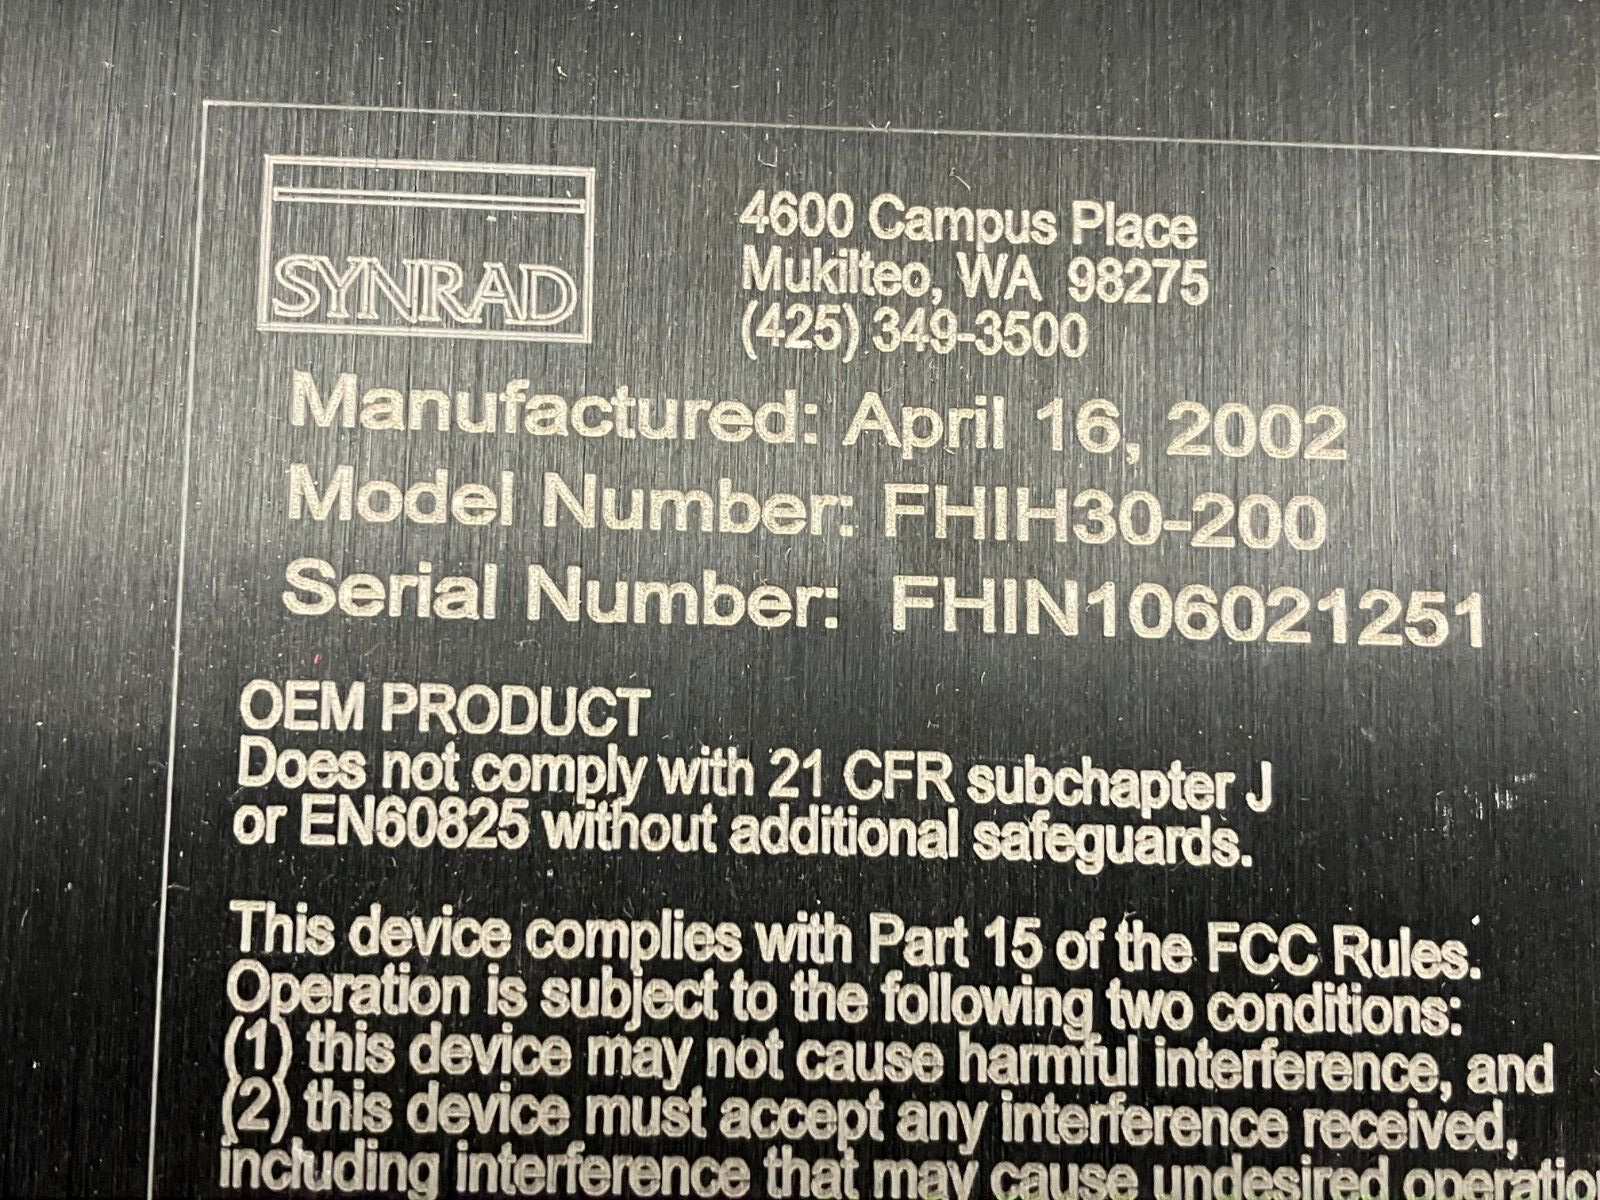 SYNRAD
4600 Campus Place
Mukilteo, WA 98275
(425) 349-3500
Manufactured: April 16, 2002
Model Number: FHIH30-200
Serial Number: FHIN106021251
OEM PRODUCT
Does not comply with 21 CFR subchapter J
or EN60825 without additional safeguards.
This device complies with Part 15 of the FCC Rules.
Operation is subject to the following two conditions:
(1) this device may not cause harmful interference, and
(2) this device must accept any interference received,
including interference that may cause undesired operation